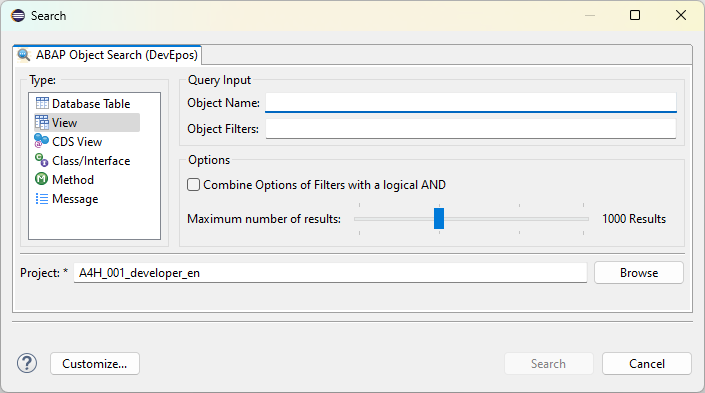 Search
ABAP Object Search (DevEpos)
Type:
Database Table
View
CDS View
Class/Interface
Method
Message
Query Input
Object Name:
Object Filters:
Options
Combine Options of Filters with a logical AND
Maximum number of results: 1000 Results
Project: * A4H_001_developer_en Browse
? Customize... Search Cancel